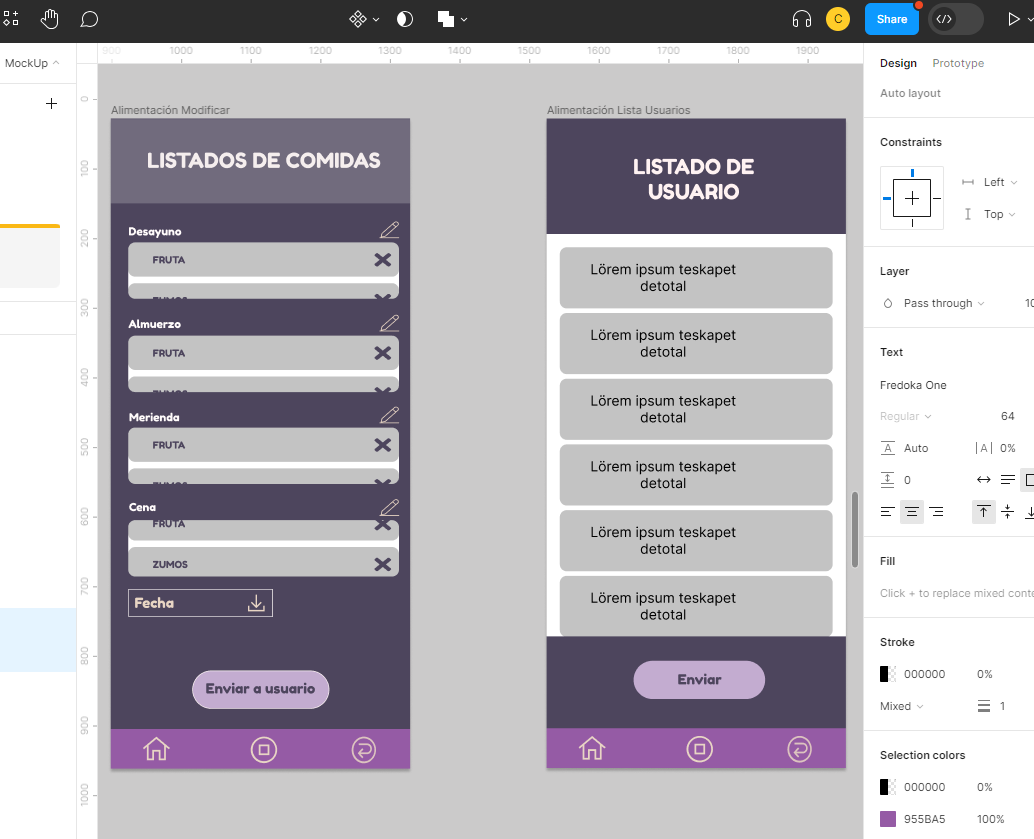 C
Share
</>
MockUp
900
1000
1100
1200
1300
1400
1500
1600
1700
1800
1900
0
100
200
300
400
500
600
700
800
900
1000
Alimentación Modificar
LISTADOS DE COMIDAS
Desayuno
FRUTA
ZUMOS
Almuerzo
FRUTA
ZUMOS
Merienda
FRUTA
ZUMOS
Cena
FRUTA
ZUMOS
Fecha
Enviar a usuario
Alimentación Lista Usuarios
LISTADO DE
USUARIO
Lörem ipsum teskapet
detotal
Lörem ipsum teskapet
detotal
Lörem ipsum teskapet
detotal
Lörem ipsum teskapet
detotal
Lörem ipsum teskapet
detotal
Lörem ipsum teskapet
detotal
Enviar
Design Prototype
Auto layout
Constraints
Left
Top
Layer
Pass through 10
Text
Fredoka One
Regular 64
A Auto |A| 0%
0
Fill
Click + to replace mixed conte
Stroke
000000 0%
Mixed 1
Selection colors
000000 0%
955BA5 100%